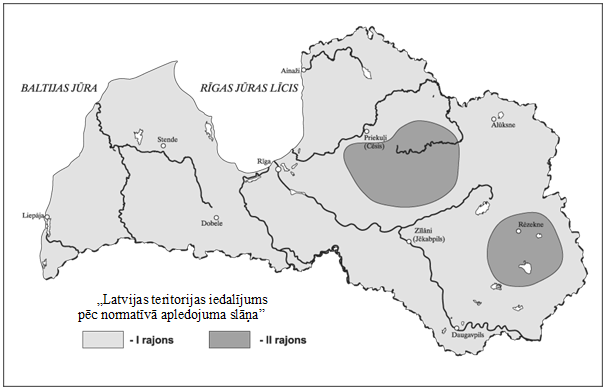 Ainaži
BALTIJAS JŪRA
RĪGAS JŪRAS LĪCIS
Alūksne
Priekuļi
(Cēsis)
Stende
Rīga
Liepāja
Dobele
Zīlāni
(Jēkabpils)
Rēzekne
Daugavpils
„Latvijas teritorijas iedalījums
pēc normatīvā apledojuma slāņa”
- I rajons
- II rajons